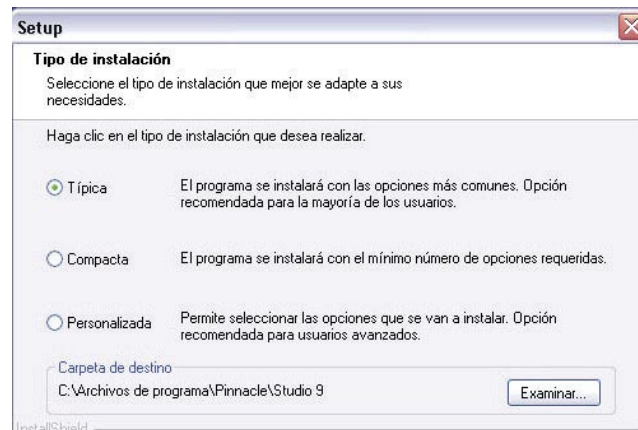 Setup
Tipo de instalación
Seleccione el tipo de instalación que mejor se adapte a sus
necesidades.
Haga clic en el tipo de instalación que desea realizar.
Típica
El programa se instalará con las opciones más comunes. Opción
recomendada para la mayoría de los usuarios.
Compacta
El programa se instalará con el mínimo número de opciones requeridas.
Personalizada
Permite seleccionar las opciones que se van a instalar. Opción
recomendada para usuarios avanzados.
Carpeta de destino
C:\Archivos de programa\Pinnacle\Studio 9
Examinar...
InstallShield